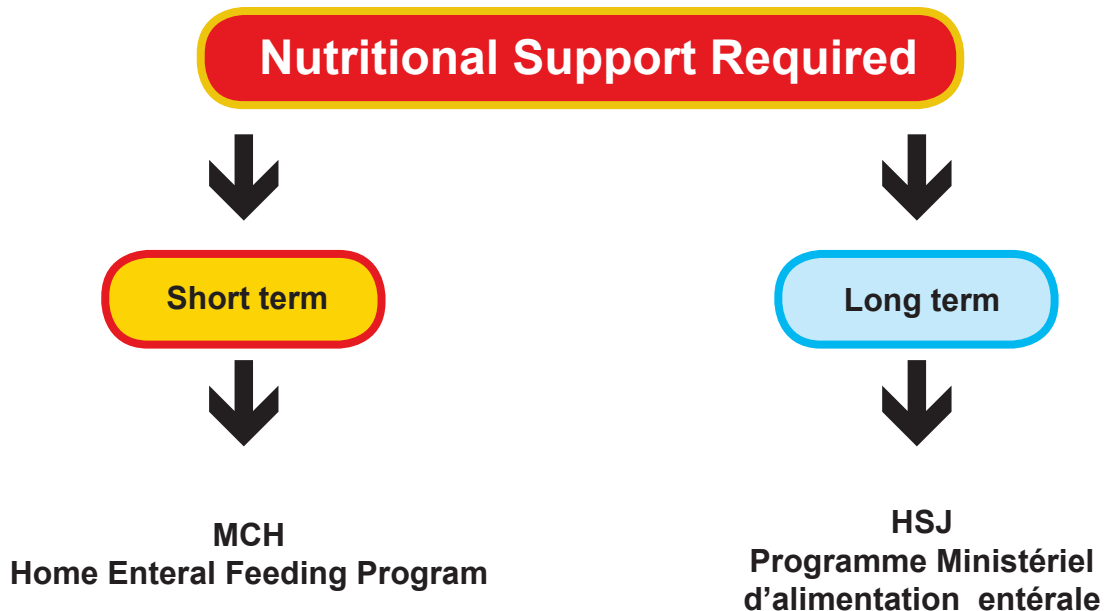 Nutritional Support Required
Short term
Long term
MCH
Home Enteral Feeding Program
HSJ
Programme Ministériel
d'alimentation entérale